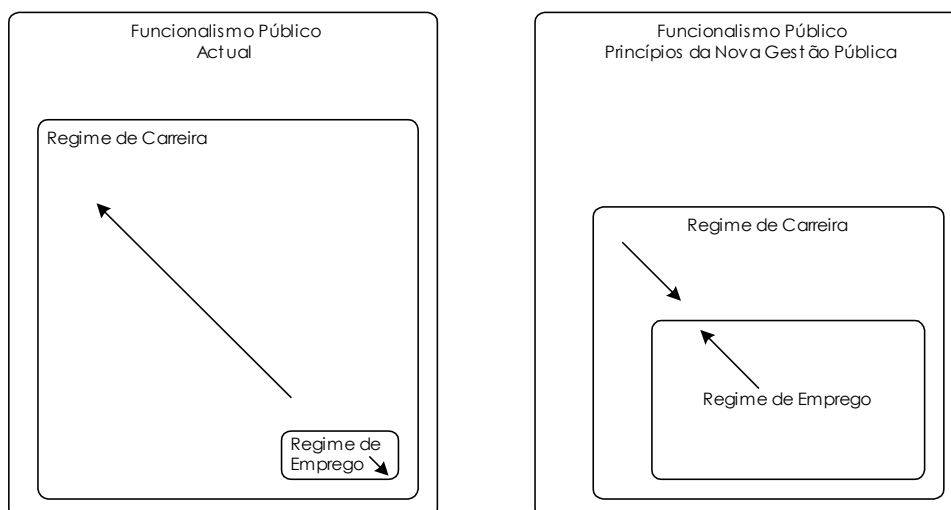 Funcionalismo Público
Actual
Regime de Carreira
Regime de
Emprego
Funcionalismo Público
Princípios da Nova Gestão Pública
Regime de Carreira
Regime de Emprego